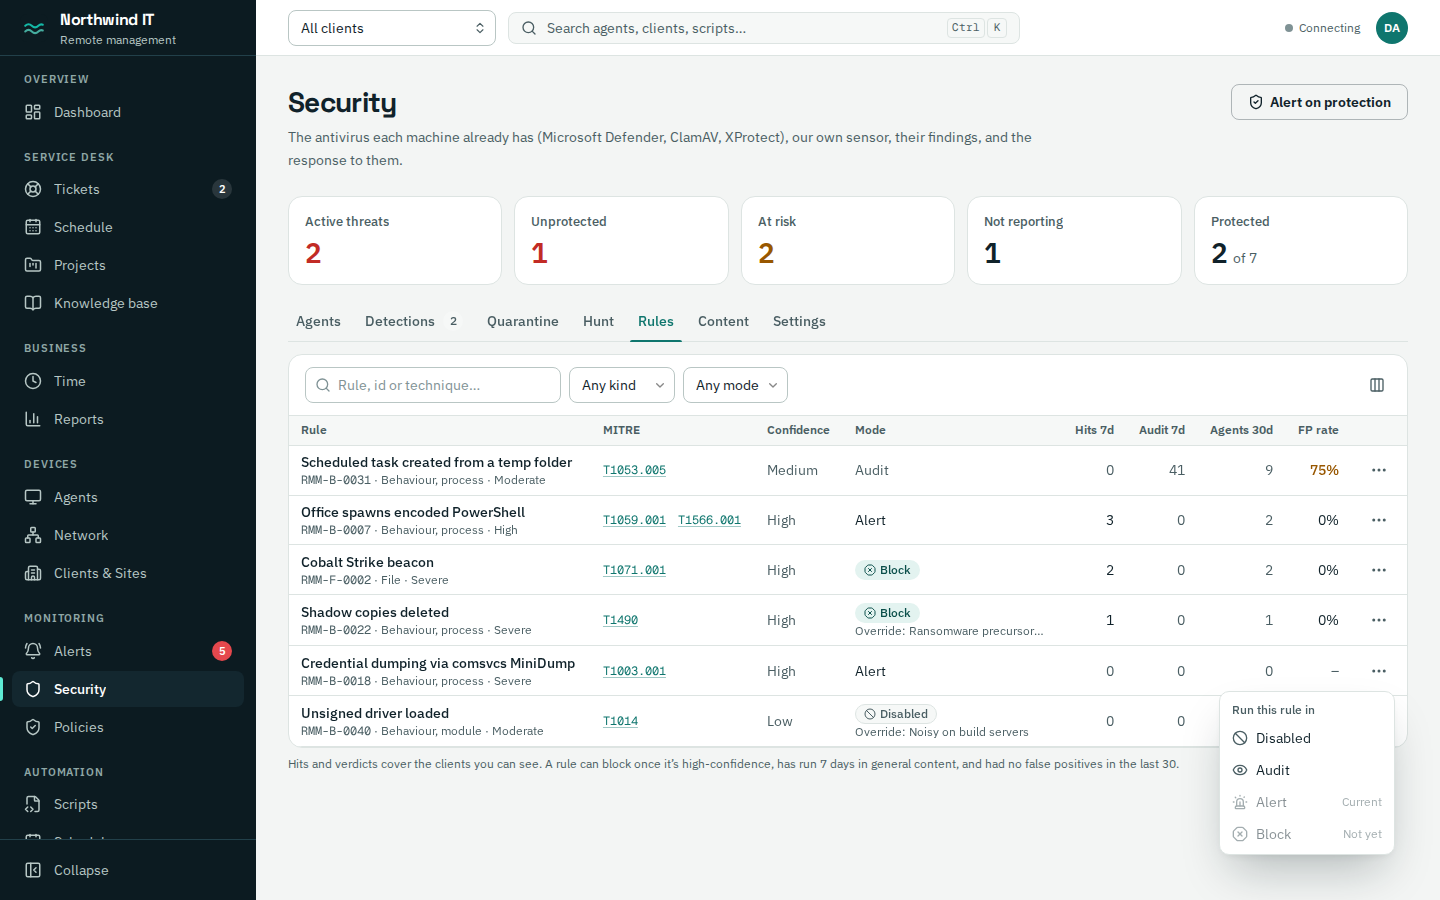 Northwind IT
Remote management
OVERVIEW
Dashboard
SERVICE DESK
Tickets 2
Schedule
Projects
Knowledge base
BUSINESS
Time
Reports
DEVICES
Agents
Network
Clients & Sites
MONITORING
Alerts 5
Security
Policies
AUTOMATION
Scripts
Collapse
All clients
Search agents, clients, scripts... Ctrl K
Connecting DA
Security
Alert on protection
The antivirus each machine already has (Microsoft Defender, ClamAV, XProtect), our own sensor, their findings, and the
response to them.
Active threats
2
Unprotected
1
At risk
2
Not reporting
1
Protected
2 of 7
Agents Detections 2 Quarantine Hunt Rules Content Settings
Rule, id or technique... Any kind Any mode
Rule MITRE Confidence Mode Hits 7d Audit 7d Agents 30d FP rate
Scheduled task created from a temp folder
RMM-B-0031 · Behaviour, process · Moderate
T1053.005 Medium Audit 0 41 9 75%
Office spawns encoded PowerShell
RMM-B-0007 · Behaviour, process · High
T1059.001 T1566.001 High Alert 3 0 2 0%
Cobalt Strike beacon
RMM-F-0002 · File · Severe
T1071.001 High Block 2 0 2 0%
Shadow copies deleted
RMM-B-0022 · Behaviour, process · Severe
T1490 High Block 1 0 1 0%
Override: Ransomware precursor...
Credential dumping via comsvcs MiniDump
RMM-B-0018 · Behaviour, process · Severe
T1003.001 High Alert 0 0 0 –
Unsigned driver loaded
RMM-B-0040 · Behaviour, module · Moderate
T1014 Low Disabled 0 0
Override: Noisy on build servers
Run this rule in
Disabled
Audit
Alert Current
Block Not yet
Hits and verdicts cover the clients you can see. A rule can block once it's high-confidence, has run 7 days in general content, and had no false positives in the last 30.